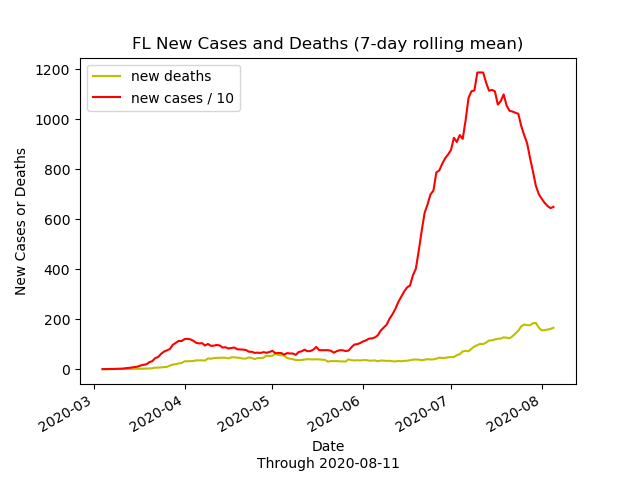 FL New Cases and Deaths (7-day rolling mean)
new deaths
new cases / 10
New Cases or Deaths
1200
1000
800
600
400
200
0
2020-03
2020-04
2020-05
2020-06
2020-07
2020-08
Date
Through 2020-08-11